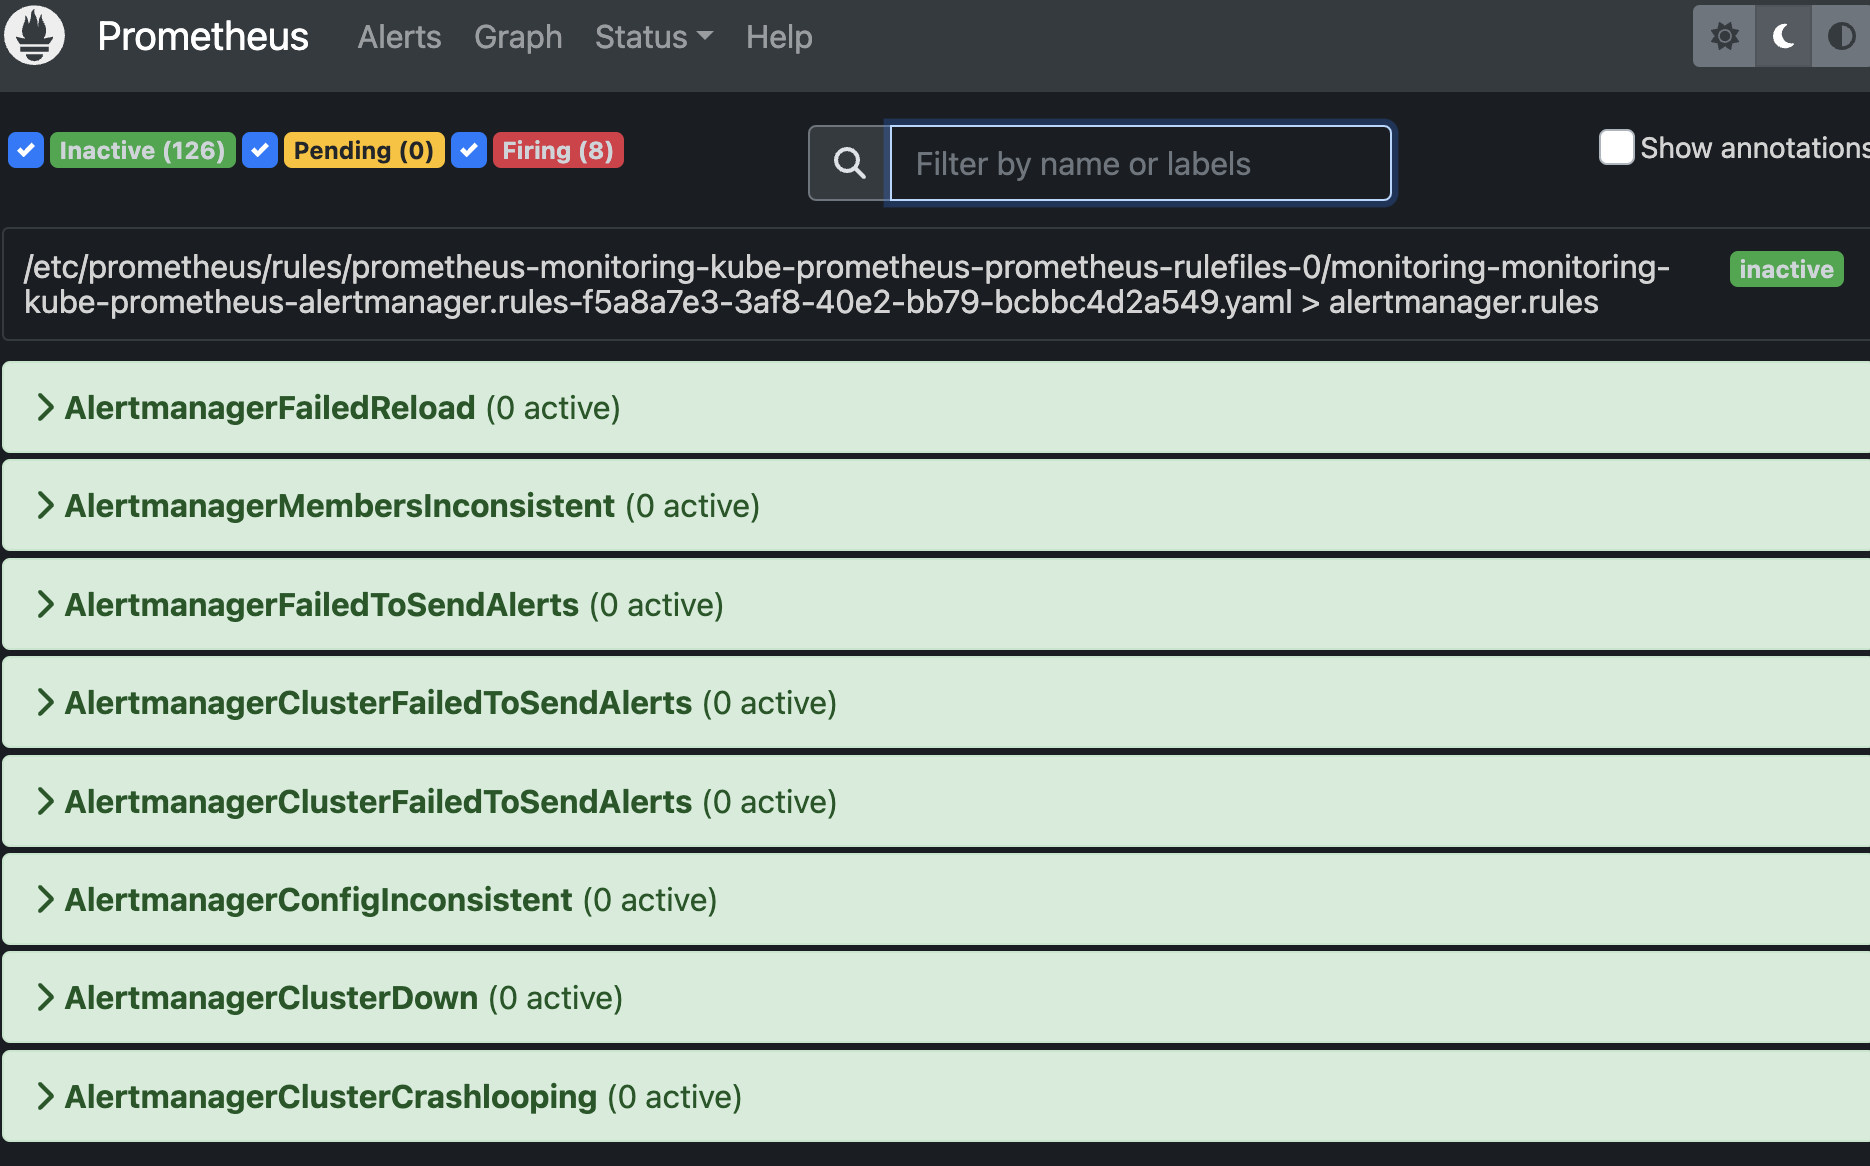 Prometheus Alerts Graph Status Help
Inactive (126) Pending (0) Firing (8) Filter by name or labels Show annotations
/etc/prometheus/rules/prometheus-monitoring-kube-prometheus-prometheus-rulefiles-0/monitoring-monitoring- inactive
kube-prometheus-alertmanager.rules-f5a8a7e3-3af8-40e2-bb79-bcbbc4d2a549.yaml > alertmanager.rules
AlertmanagerFailedReload (0 active)
AlertmanagerMembersInconsistent (0 active)
AlertmanagerFailedToSendAlerts (0 active)
AlertmanagerClusterFailedToSendAlerts (0 active)
AlertmanagerClusterFailedToSendAlerts (0 active)
AlertmanagerConfigInconsistent (0 active)
AlertmanagerClusterDown (0 active)
AlertmanagerClusterCrashlooping (0 active)